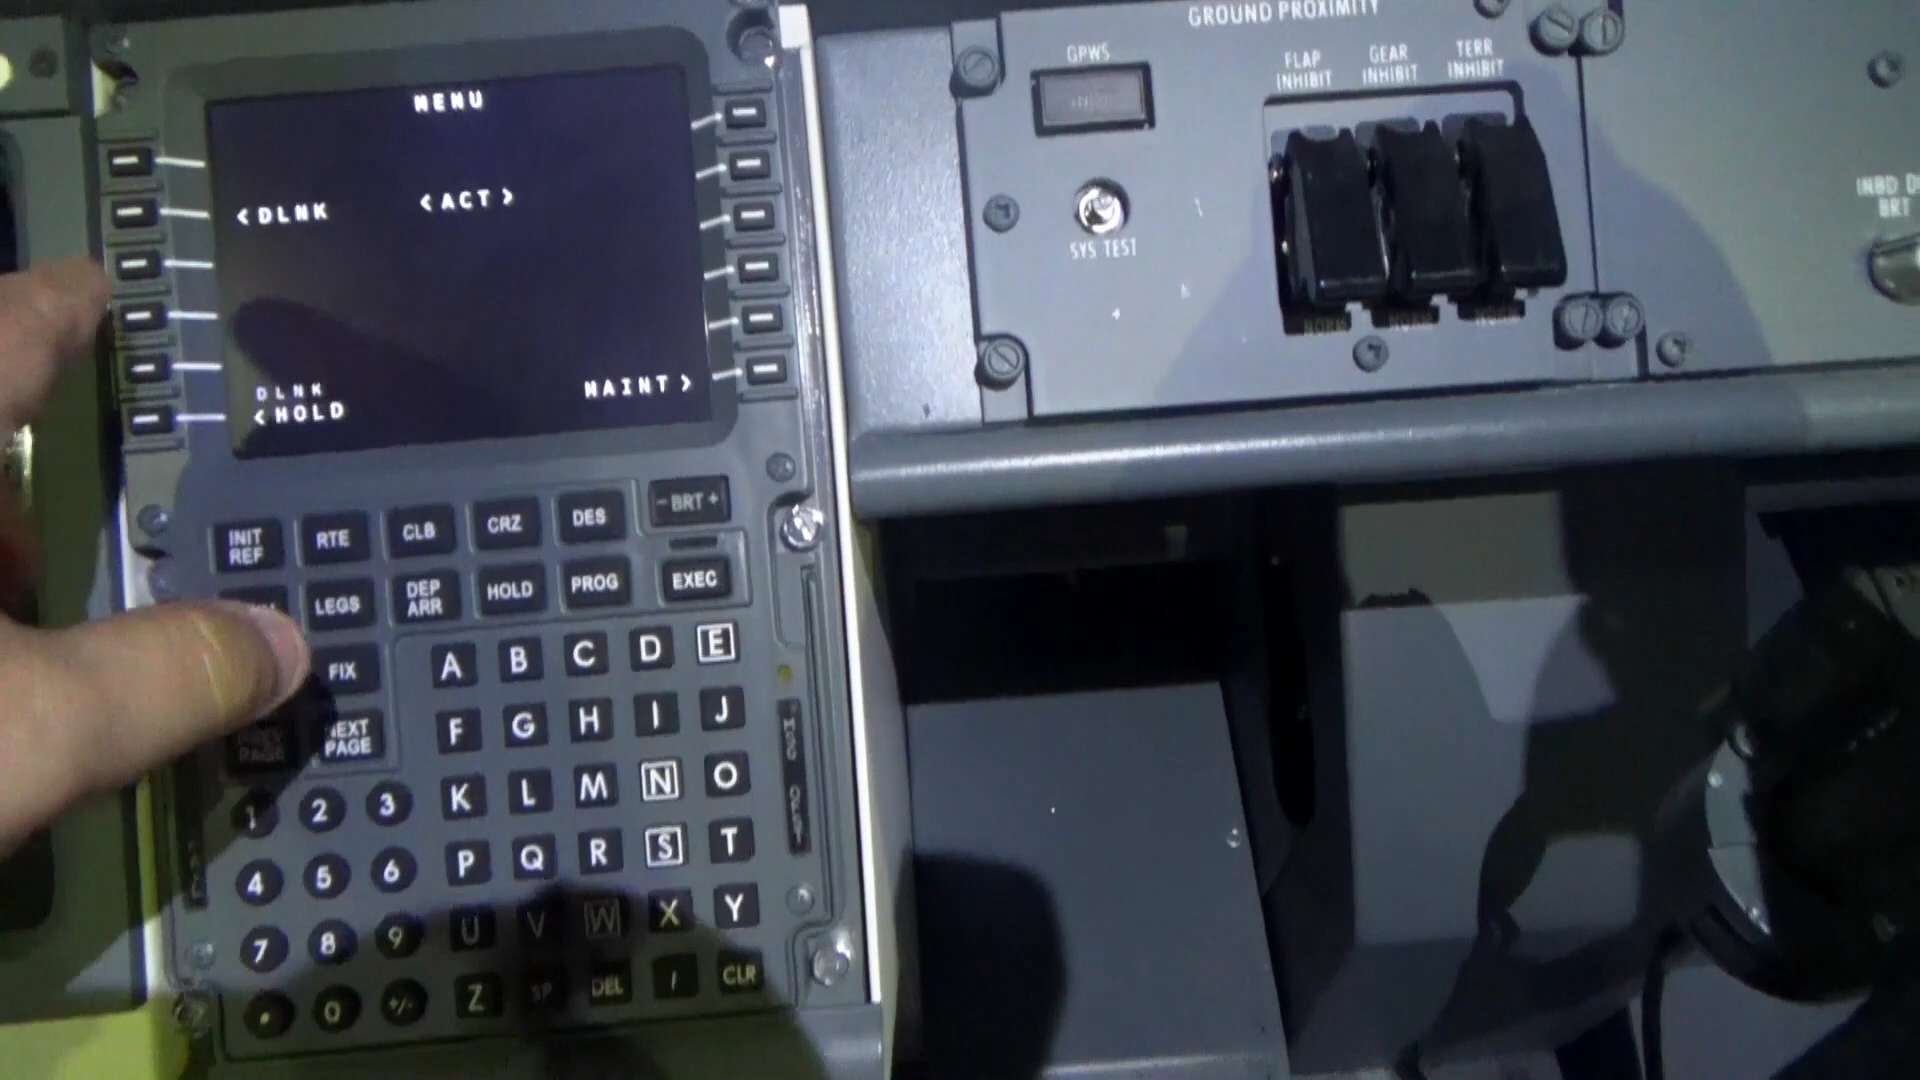 MENU
<DLNK <ACT>
DLNK
<HOLD
MAINT>
INIT REF
RTE
CLB
CRZ
DES
- BRT +
LEGS
DEP ARR
HOLD
PROG
EXEC
FIX
NEXT PAGE
A B C D E
F G H I J
1 2 3 K L M N O
4 5 6 P Q R S T
7 8 9 U V W X Y
. 0 +/- Z SP DEL / CLR
GROUND PROXIMITY
GPWS
FLAP INHIBIT
GEAR INHIBIT
TERR INHIBIT
SYS TEST
NORM NORM NORM
INBD
BRT